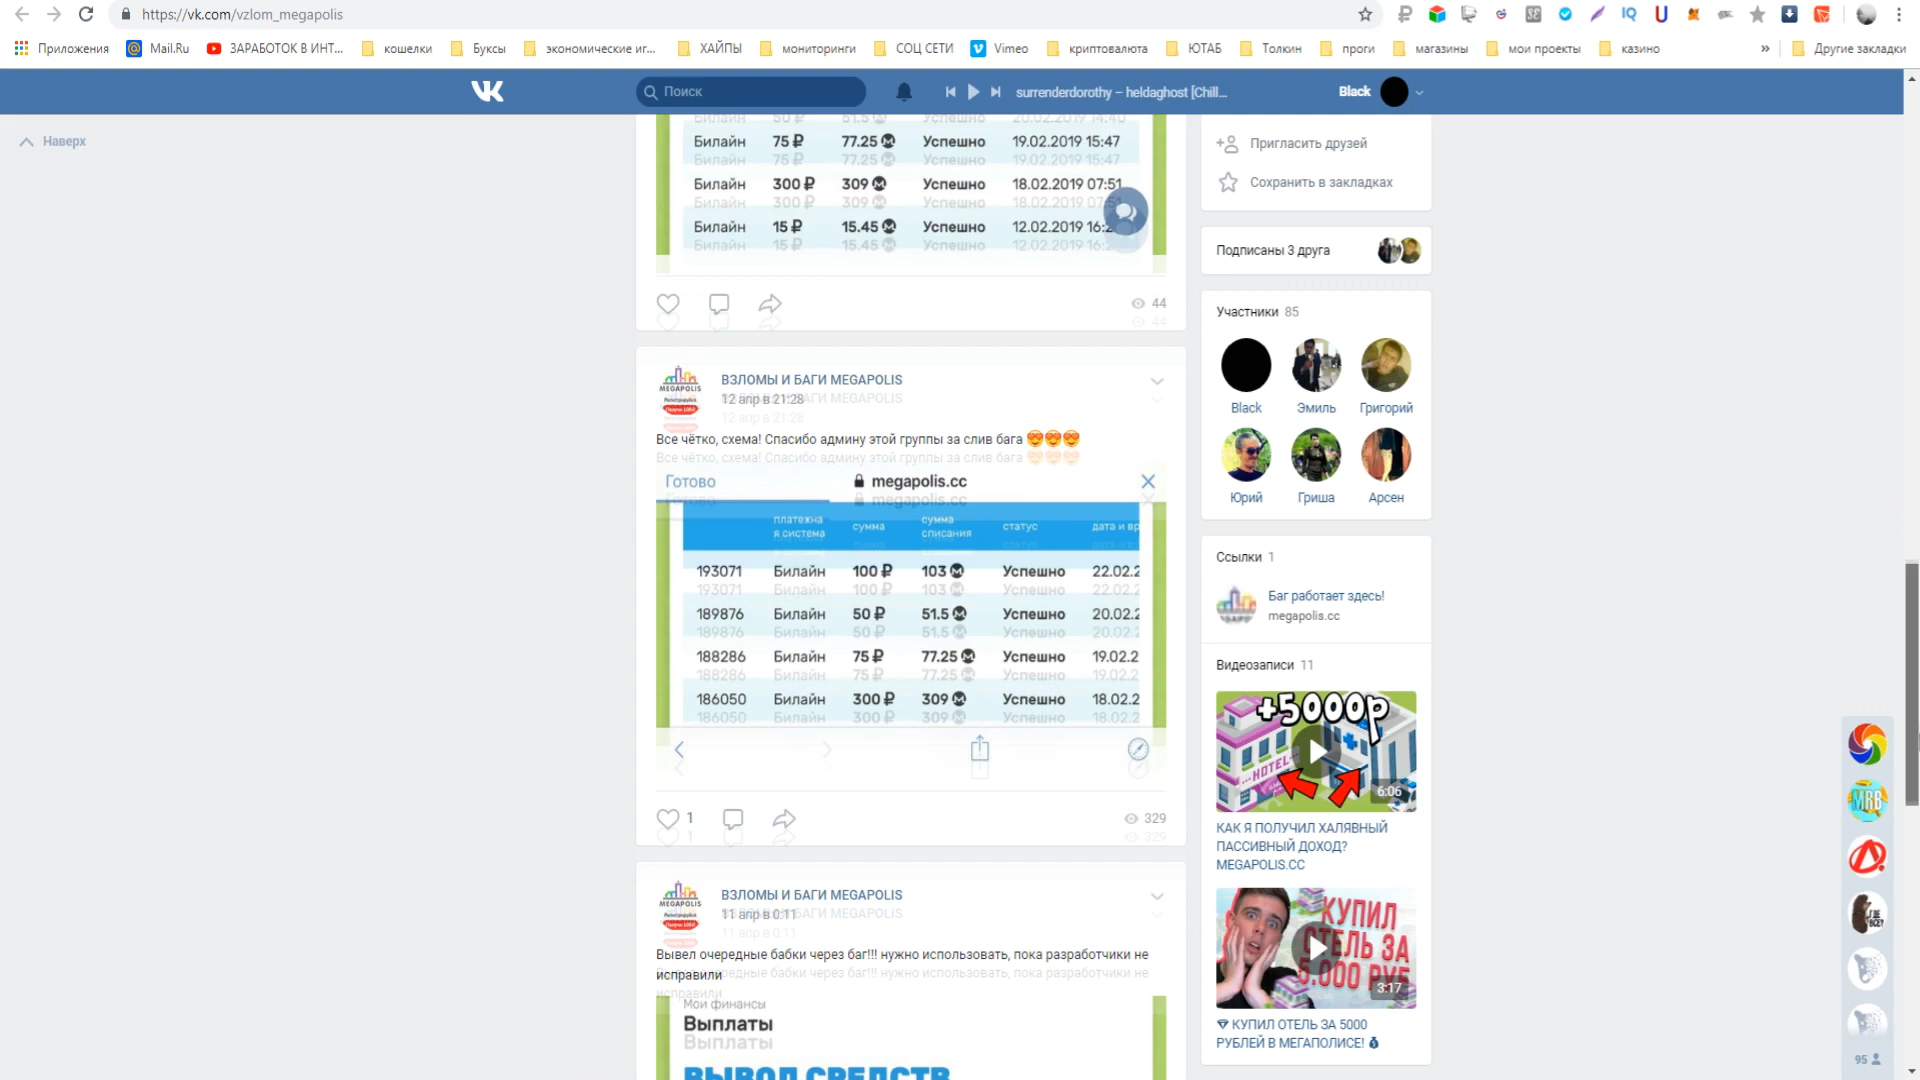 https://vk.com/vzlom_megapolis
Приложения
Mail.Ru
ЗАРАБОТОК В ИНТ...
кошелки
Буксы
экономические иг...
ХАЙПЫ
мониторинги
СОЦ СЕТИ
Vimeo
криптовалюта
ЮТАБ
Толкин
проги
магазины
мои проекты
казино
»
Другие закладки
Поиск
surrenderdorothy – heldaghost [Chill...
Black
Наверх
Билайн 75 ₽ 77.25 Успешно 19.02.2019 15:47
Билайн 300 ₽ 309 Успешно 18.02.2019 07:51
Билайн 15 ₽ 15.45 Успешно 12.02.2019 16:2
44
ВЗЛОМЫ И БАГИ MEGAPOLIS
12 апр в 21:28
Все чётко, схема! Спасибо админу этой группы за слив бага 😍😍😍
Готово
megapolis.cc
платежна
я система
сумма
сумма
списания
статус
дата и вр
193071 Билайн 100 ₽ 103 Успешно 22.02.2
189876 Билайн 50 ₽ 51.5 Успешно 20.02.2
188286 Билайн 75 ₽ 77.25 Успешно 19.02.2
186050 Билайн 300 ₽ 309 Успешно 18.02.2
1
329
ВЗЛОМЫ И БАГИ MEGAPOLIS
11 апр в 0:11
Вывел очередные бабки через баг!!! нужно использовать, пока разработчики не
исправили
Мои финансы
Выплаты
ВЫВОД СРЕДСТВ
Пригласить друзей
Сохранить в закладках
Подписаны 3 друга
Участники 85
Black
Эмиль
Григорий
Юрий
Гриша
Арсен
Ссылки 1
Баг работает здесь!
megapolis.cc
Видеозаписи 11
+5000р
HOTEL
6:06
КАК Я ПОЛУЧИЛ ХАЛЯВНЫЙ
ПАССИВНЫЙ ДОХОД?
MEGAPOLIS.CC
КУПИЛ
ОТЕЛЬ ЗА
5.000 РУБ
3:17
КУПИЛ ОТЕЛЬ ЗА 5000
РУБЛЕЙ В МЕГАПОЛИСЕ!
MRB
ГДЕ
ВСЕ?
95